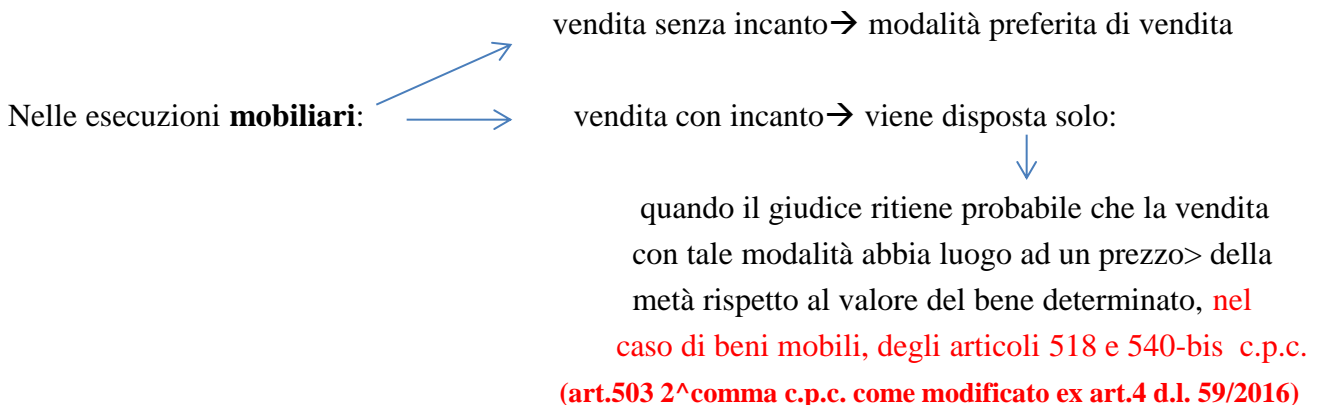 vendita senza incanto→ modalità preferita di vendita
Nelle esecuzioni mobiliari:
vendita con incanto→ viene disposta solo:
quando il giudice ritiene probabile che la vendita
con tale modalità abbia luogo ad un prezzo> della
metà rispetto al valore del bene determinato, nel
caso di beni mobili, degli articoli 518 e 540-bis c.p.c.
(art.503 2^comma c.p.c. come modificato ex art.4 d.l. 59/2016)